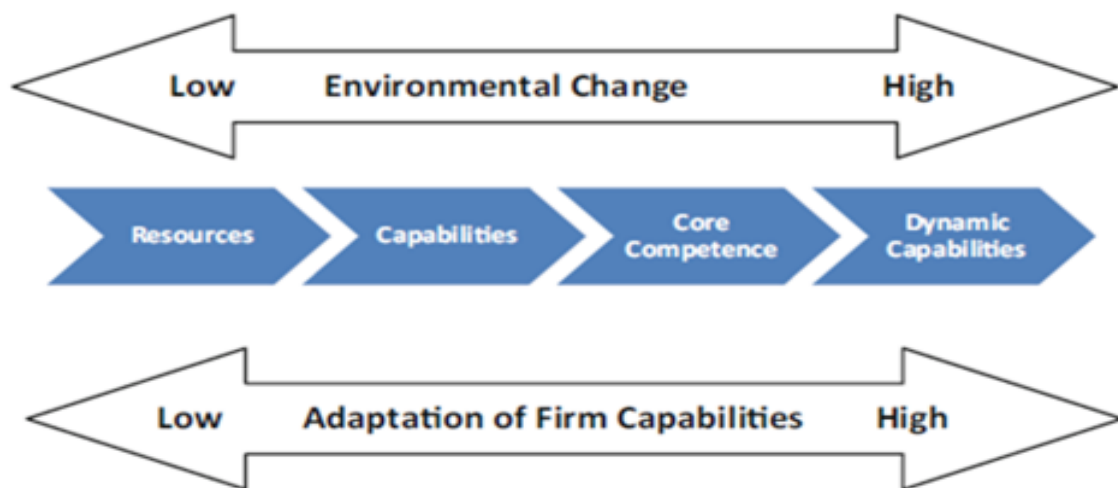 Low Environmental Change High
Resources
Capabilities
Core
Competence
Dynamic
Capabilities
Low Adaptation of Firm Capabilities High